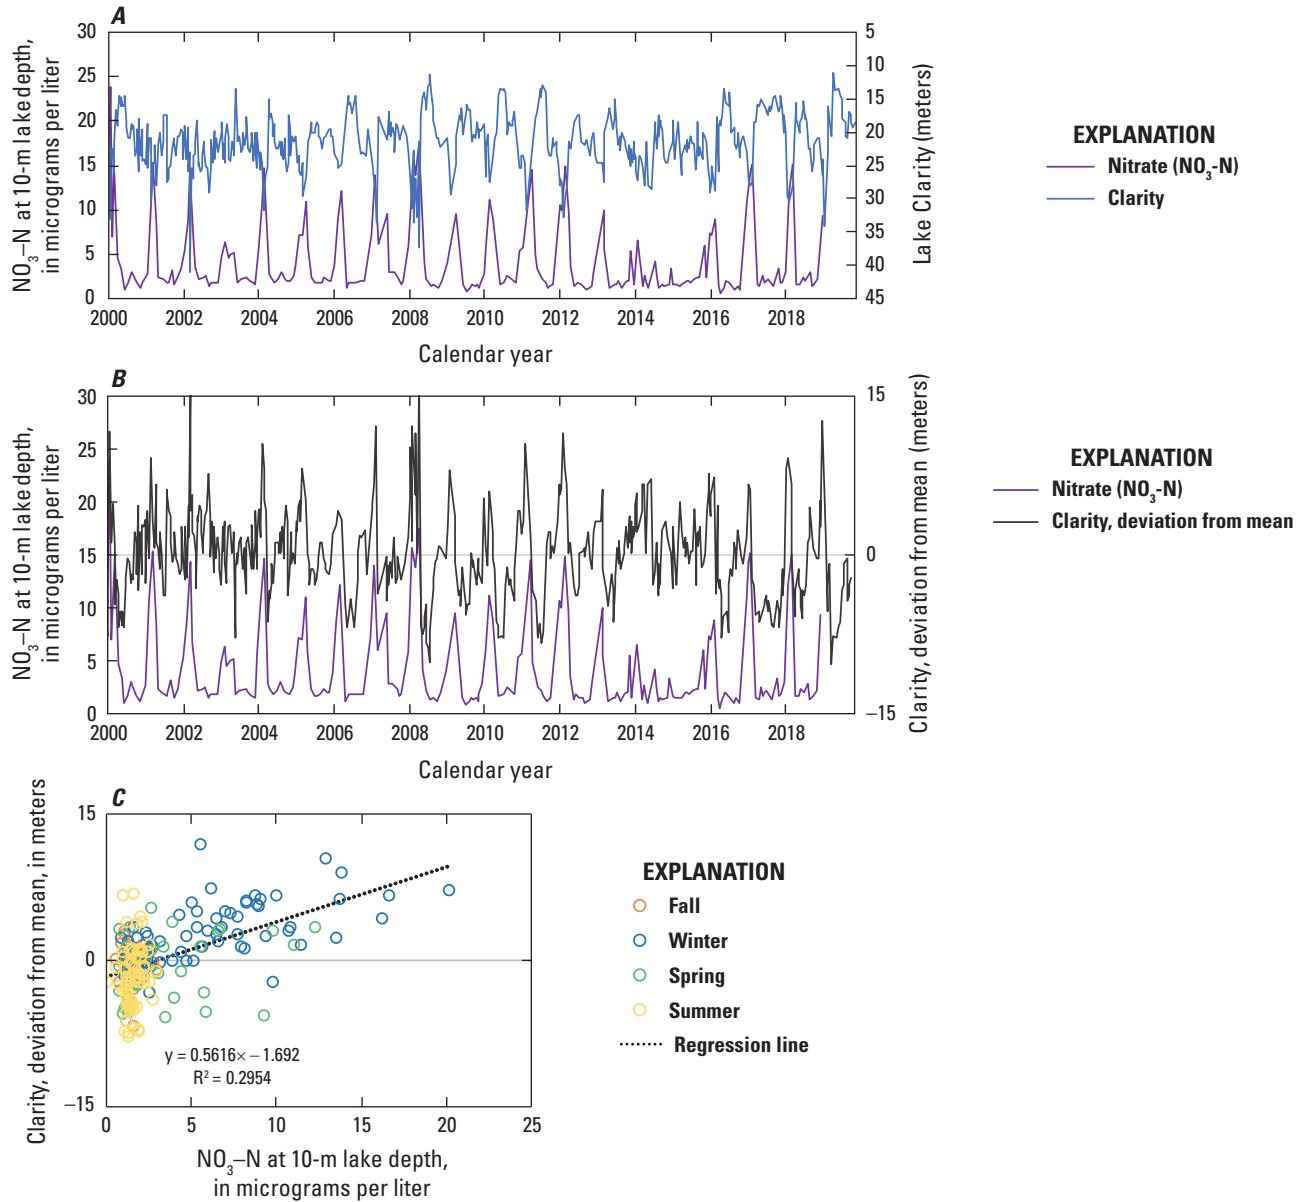 A
NO3–N at 10-m lake depth,
in micrograms per liter
30
25
20
15
10
5
0
5
10
15
20
25
30
35
40
45
Lake Clarity (meters)
2000 2002 2004 2006 2008 2010 2012 2014 2016 2018
Calendar year
EXPLANATION
Nitrate (NO3-N)
Clarity
B
NO3–N at 10-m lake depth,
in micrograms per liter
30
25
20
15
10
5
0
15
0
–15
Clarity, deviation from mean (meters)
2000 2002 2004 2006 2008 2010 2012 2014 2016 2018
Calendar year
EXPLANATION
Nitrate (NO3-N)
Clarity, deviation from mean
C
Clarity, deviation from mean, in meters
15
0
–15
y = 0.5616× – 1.692
R2 = 0.2954
0 5 10 15 20 25
NO3–N at 10-m lake depth,
in micrograms per liter
EXPLANATION
Fall
Winter
Spring
Summer
Regression line